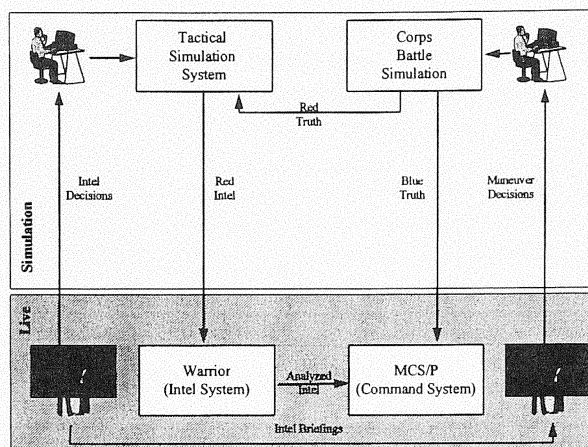 Tactical
Simulation
System
Corps
Battle
Simulation
Red
Truth
Intel
Decisions
Red
Intel
Blue
Truth
Maneuver
Decisions
Simulation
Live
Warrior
(Intel System)
Analyzed
Intel
MCS/P
(Command System)
Intel Briefings